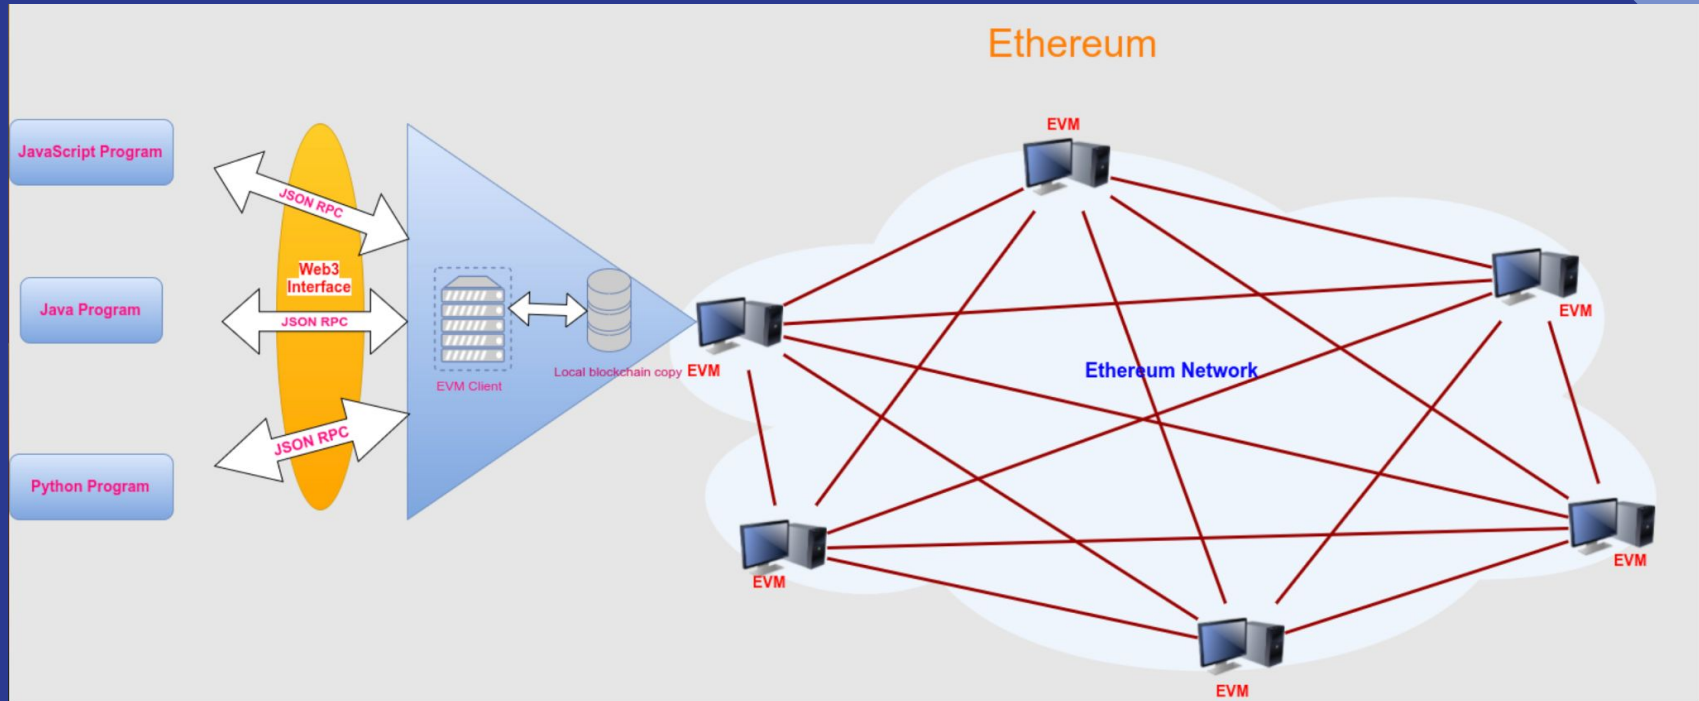 Ethereum
JavaScript Program
Java Program
Python Program
JSON RPC
Web3
Interface
JSON RPC
JSON RPC
EVM Client
Local blockchain copy
EVM
EVM
EVM
Ethereum Network
EVM
EVM
EVM